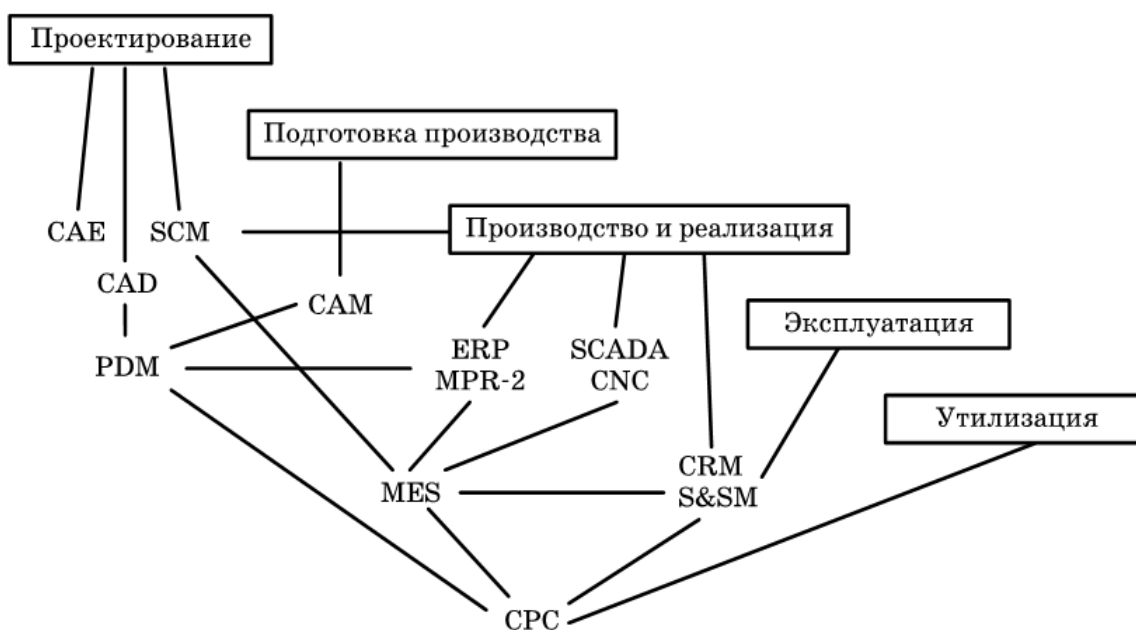 Проектирование
Подготовка производства
CAE
SCM
Производство и реализация
CAD
CAM
Эксплуатация
PDM
ERP
MPR-2
SCADA
CNC
Утилизация
MES
CRM
S&SM
CPC